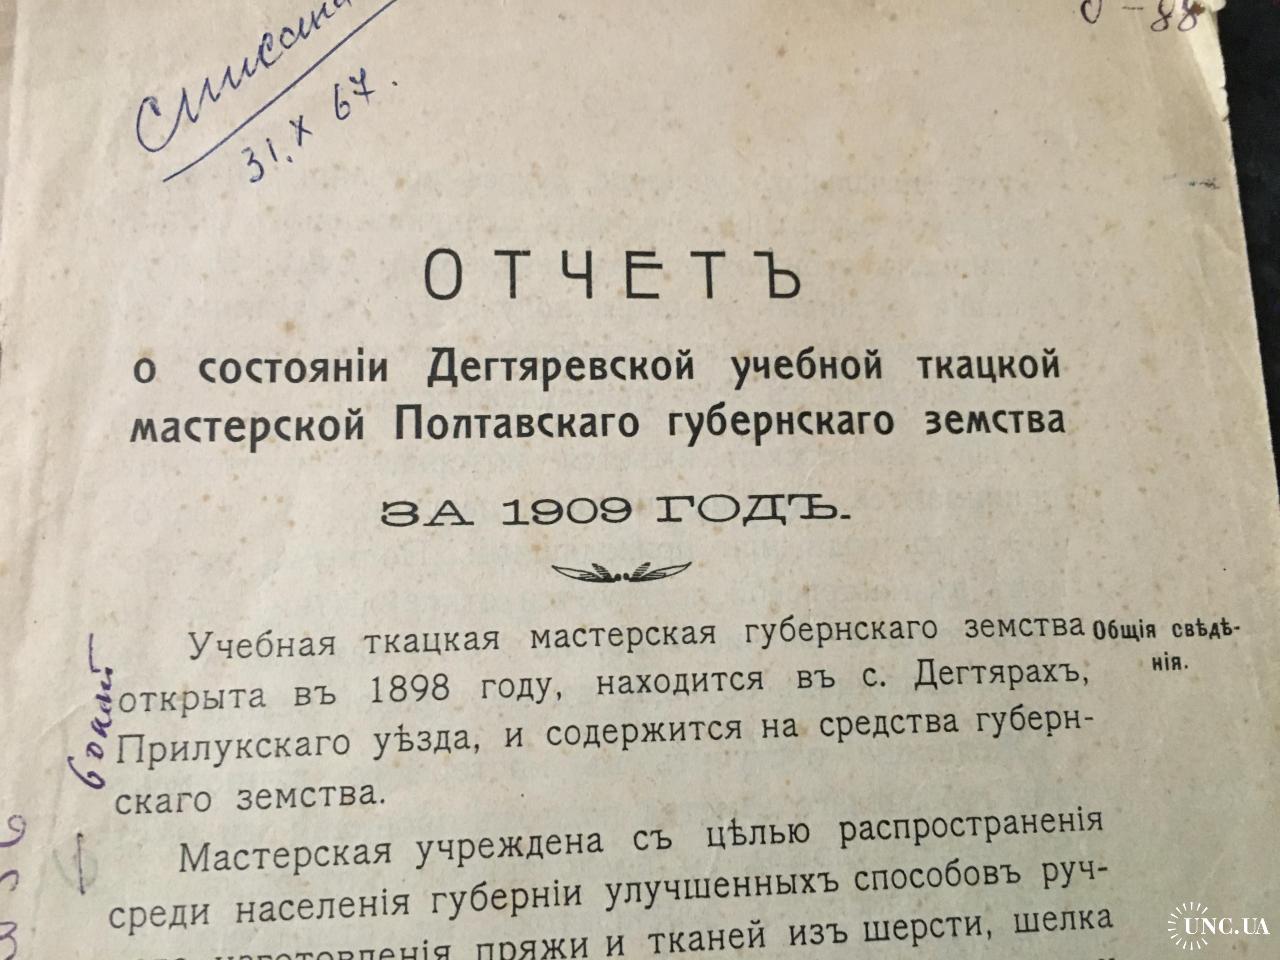 31.X 67.
О-88
ОТЧЕТЪ
о состоянiи Дегтяревской учебной ткацкой
мастерской Полтавскаго губернскаго земства
ЗА 1909 ГОДЪ.
Учебная ткацкая мастерская губернскаго земства
Общiя свѣдѣ-
нiя.
открыта въ 1898 году, находится въ с. Дегтярахъ,
Прилукскаго уѣзда, и содержится на средства губерн-
скаго земства.
Мастерская учреждена съ цѣлью распространенiя
среди населенiя губернiи улучшенныхъ способовъ руч-
изготовленiя пряжи и тканей изъ шерсти, шелка
UNC.UA